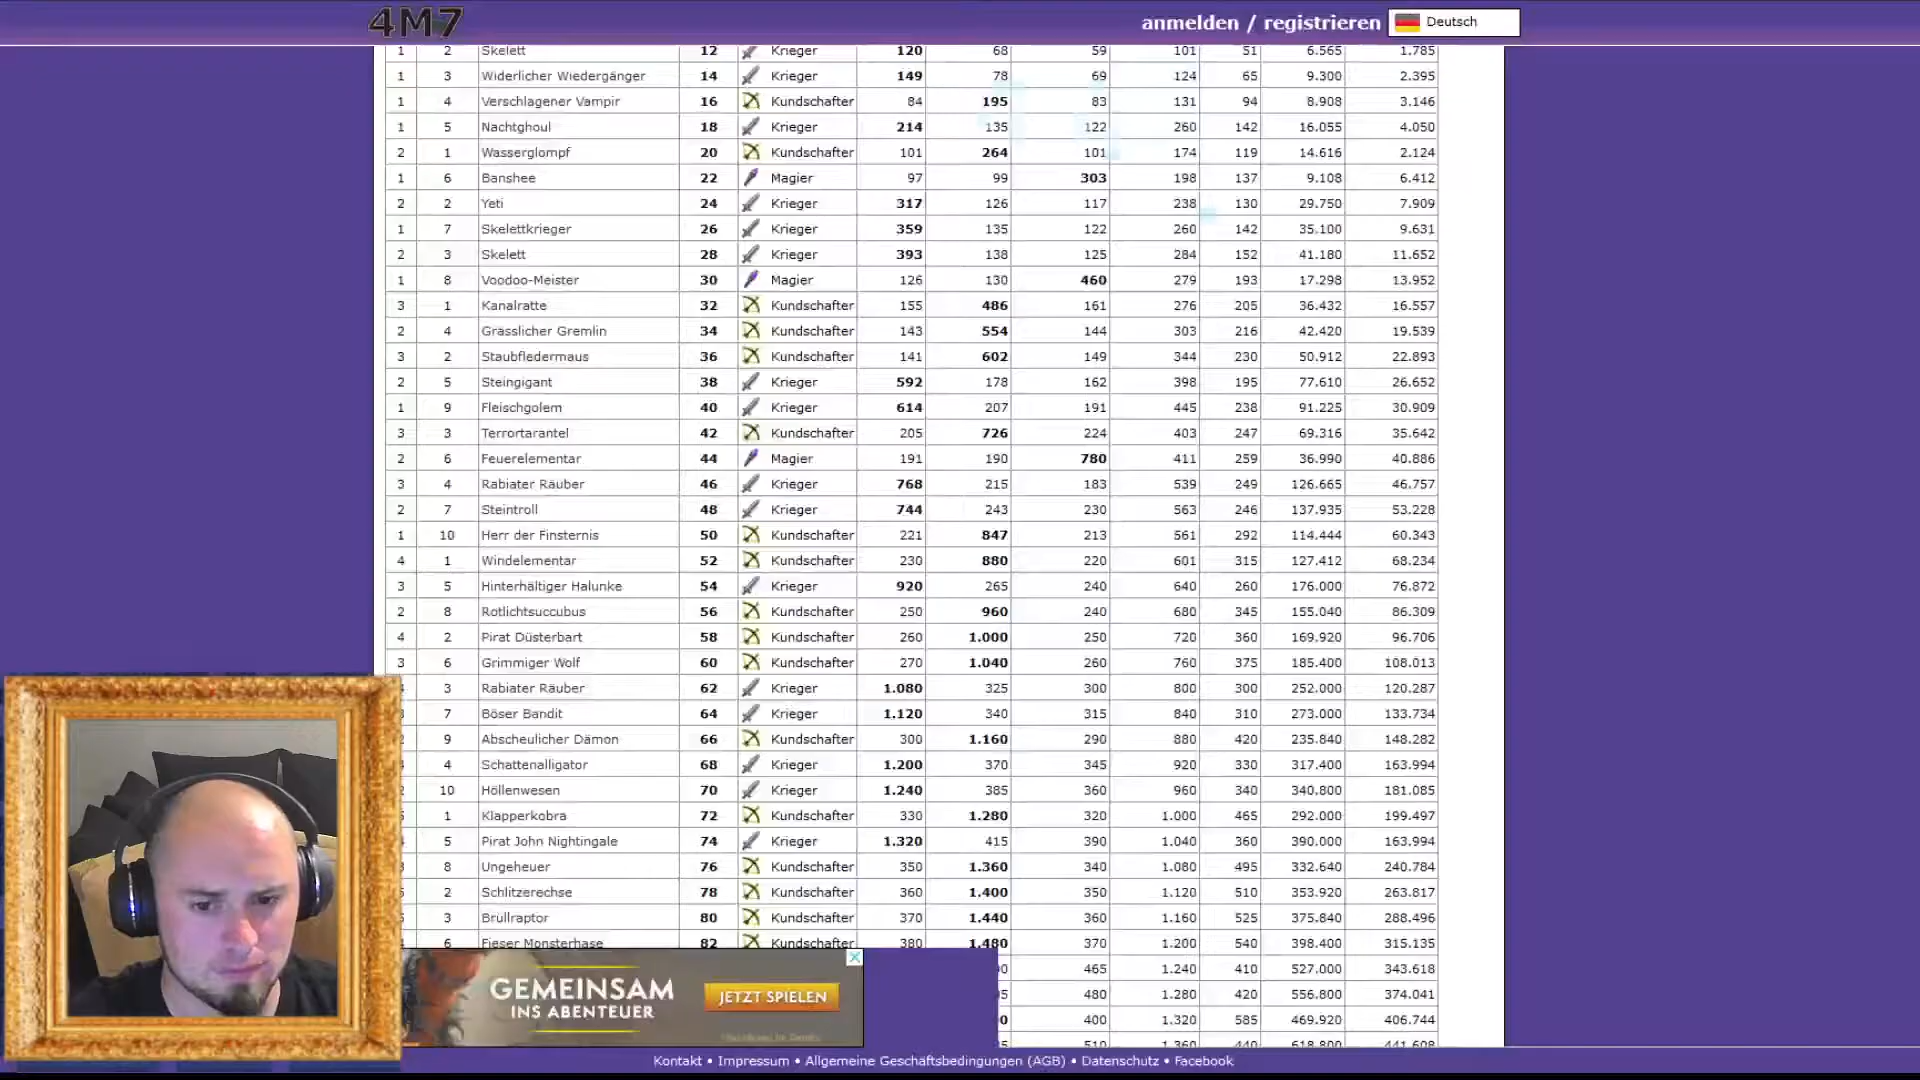 4M7
anmelden / registrieren
Deutsch
1 2 Skelett 12 Krieger 120 68 59 101 51 6.565 1.785
1 3 Widerlicher Wiedergänger 14 Krieger 149 78 69 124 65 9.300 2.395
1 4 Verschlagener Vampir 16 Kundschafter 84 195 83 131 94 8.908 3.146
1 5 Nachtghoul 18 Krieger 214 135 122 260 142 16.055 4.050
2 1 Wasserglompf 20 Kundschafter 101 264 101 174 119 14.616 2.124
1 6 Banshee 22 Magier 97 99 303 198 137 9.108 6.412
2 2 Yeti 24 Krieger 317 126 117 238 130 29.750 7.909
1 7 Skelettkrieger 26 Krieger 359 135 122 260 142 35.100 9.631
2 3 Skelett 28 Krieger 393 138 125 284 152 41.180 11.652
1 8 Voodoo-Meister 30 Magier 126 130 460 279 193 17.298 13.952
3 1 Kanalratte 32 Kundschafter 155 486 161 276 205 36.432 16.557
2 4 Grässlicher Gremlin 34 Kundschafter 143 554 144 303 216 42.420 19.539
3 2 Staubfledermaus 36 Kundschafter 141 602 149 344 230 50.912 22.893
2 5 Steingigant 38 Krieger 592 178 162 398 195 77.610 26.652
1 9 Fleischgolem 40 Krieger 614 207 191 445 238 91.225 30.909
3 3 Terrortarantel 42 Kundschafter 205 726 224 403 247 69.316 35.642
2 6 Feuerelementar 44 Magier 191 190 780 411 259 36.990 40.886
3 4 Rabiater Räuber 46 Krieger 768 215 183 539 249 126.665 46.757
2 7 Steintroll 48 Krieger 744 243 230 563 246 137.935 53.228
1 10 Herr der Finsternis 50 Kundschafter 221 847 213 561 292 114.444 60.343
4 1 Windelementar 52 Kundschafter 230 880 220 601 315 127.412 68.234
3 5 Hinterhältiger Halunke 54 Krieger 920 265 240 640 260 176.000 76.872
2 8 Rotlichtsuccubus 56 Kundschafter 250 960 240 680 345 155.040 86.309
4 2 Pirat Düsterbart 58 Kundschafter 260 1.000 250 720 360 169.920 96.706
3 6 Grimmiger Wolf 60 Kundschafter 270 1.040 260 760 375 185.400 108.013
3 Rabiater Räuber 62 Krieger 1.080 325 300 800 300 252.000 120.287
7 Böser Bandit 64 Krieger 1.120 340 315 840 310 273.000 133.734
9 Abscheulicher Dämon 66 Kundschafter 300 1.160 290 880 420 235.840 148.282
4 Schattenalligator 68 Krieger 1.200 370 345 920 330 317.400 163.994
10 Höllenwesen 70 Krieger 1.240 385 360 960 340 340.800 181.085
1 Klapperkobra 72 Kundschafter 330 1.280 320 1.000 465 292.000 199.497
5 Pirat John Nightingale 74 Krieger 1.320 415 390 1.040 360 390.000 163.994
8 Ungeheuer 76 Kundschafter 350 1.360 340 1.080 495 332.640 240.784
2 Schlitzerechse 78 Kundschafter 360 1.400 350 1.120 510 353.920 263.817
3 Brüllraptor 80 Kundschafter 370 1.440 360 1.160 525 375.840 288.496
6 Fieser Monsterhase 82 Kundschafter 380 1.480 370 1.200 540 398.400 315.135
465 1.240 410 527.000 343.618
480 1.280 420 556.800 374.041
400 1.320 585 469.920 406.744
510 1.360 440 618.800 441.608
GEMEINSAM
INS ABENTEUER
JETZT SPIELEN
Kontakt • Impressum • Allgemeine Geschäftsbedingungen (AGB) • Datenschutz • Facebook